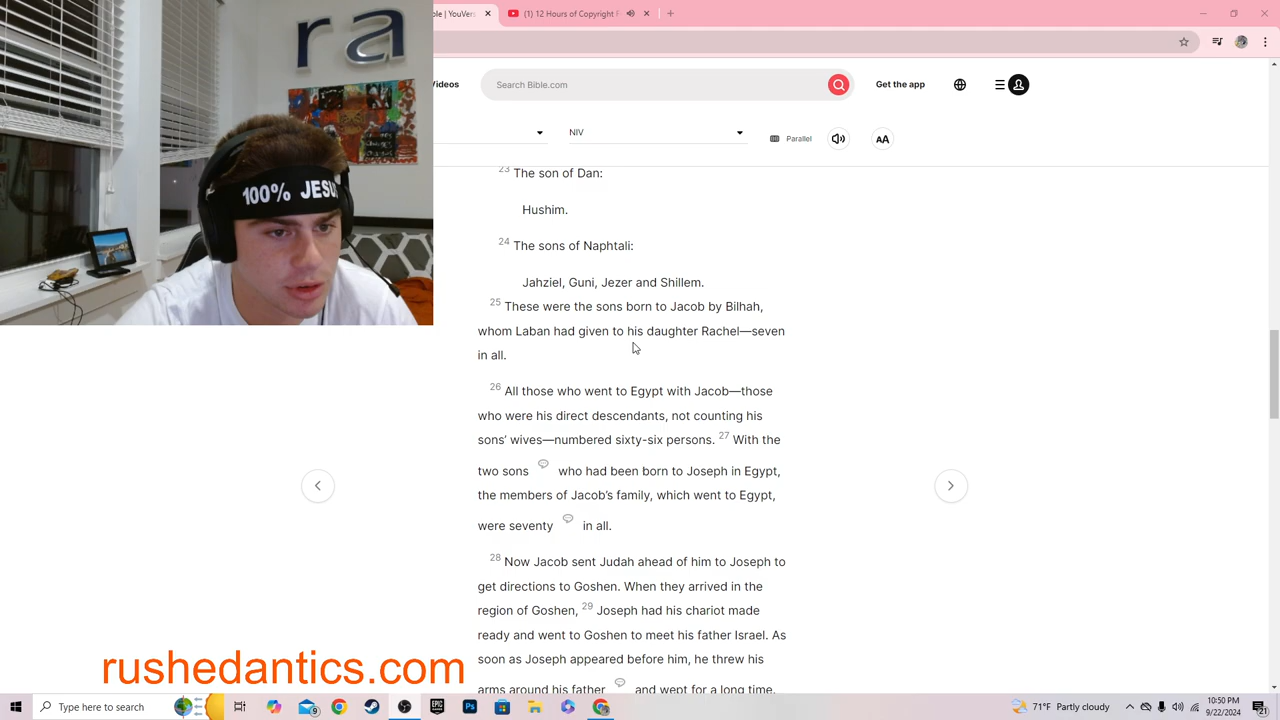 ra
100% JESU
ble | YouVers
(1) 12 Hours of Copyright F
Videos
Search Bible.com
Get the app
NIV
Parallel
AA
23 The son of Dan:
Hushim.
24 The sons of Naphtali:
Jahziel, Guni, Jezer and Shillem.
25 These were the sons born to Jacob by Bilhah,
whom Laban had given to his daughter Rachel—seven
in all.
26 All those who went to Egypt with Jacob—those
who were his direct descendants, not counting his
sons’ wives—numbered sixty-six persons. 27 With the
two sons who had been born to Joseph in Egypt,
the members of Jacob’s family, which went to Egypt,
were seventy in all.
28 Now Jacob sent Judah ahead of him to Joseph to
get directions to Goshen. When they arrived in the
region of Goshen, 29 Joseph had his chariot made
ready and went to Goshen to meet his father Israel. As
soon as Joseph appeared before him, he threw his
arms around his father and wept for a long time.
rushedantics.com
Type here to search
9
71°F Partly cloudy
10:50 PM
9/22/2024
21